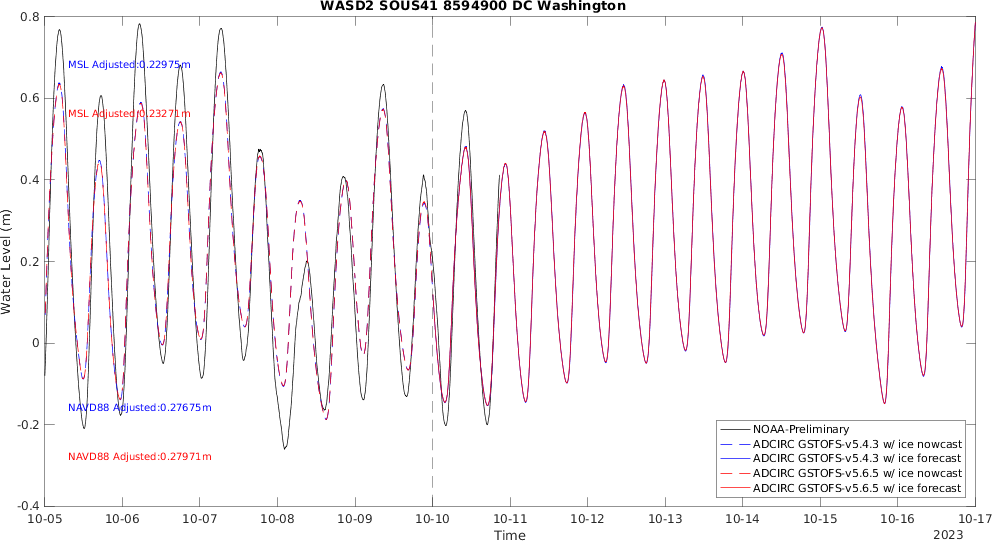 WASD2 SOUS41 8594900 DC Washington
0.8
MSL Adjusted:0.22975m
0.6
MSL Adjusted:0.23271m
0.4
Water Level (m)
0.2
0
NAVD88 Adjusted:0.27675m
-0.2
NAVD88 Adjusted:0.27971m
NOAA-Preliminary
ADCIRC GSTOFS-v5.4.3 w/ ice nowcast
ADCIRC GSTOFS-v5.4.3 w/ ice forecast
ADCIRC GSTOFS-v5.6.5 w/ ice nowcast
ADCIRC GSTOFS-v5.6.5 w/ ice forecast
-0.4
10-05 10-06 10-07 10-08 10-09 10-10 10-11 10-12 10-13 10-14 10-15 10-16 10-17
Time 2023